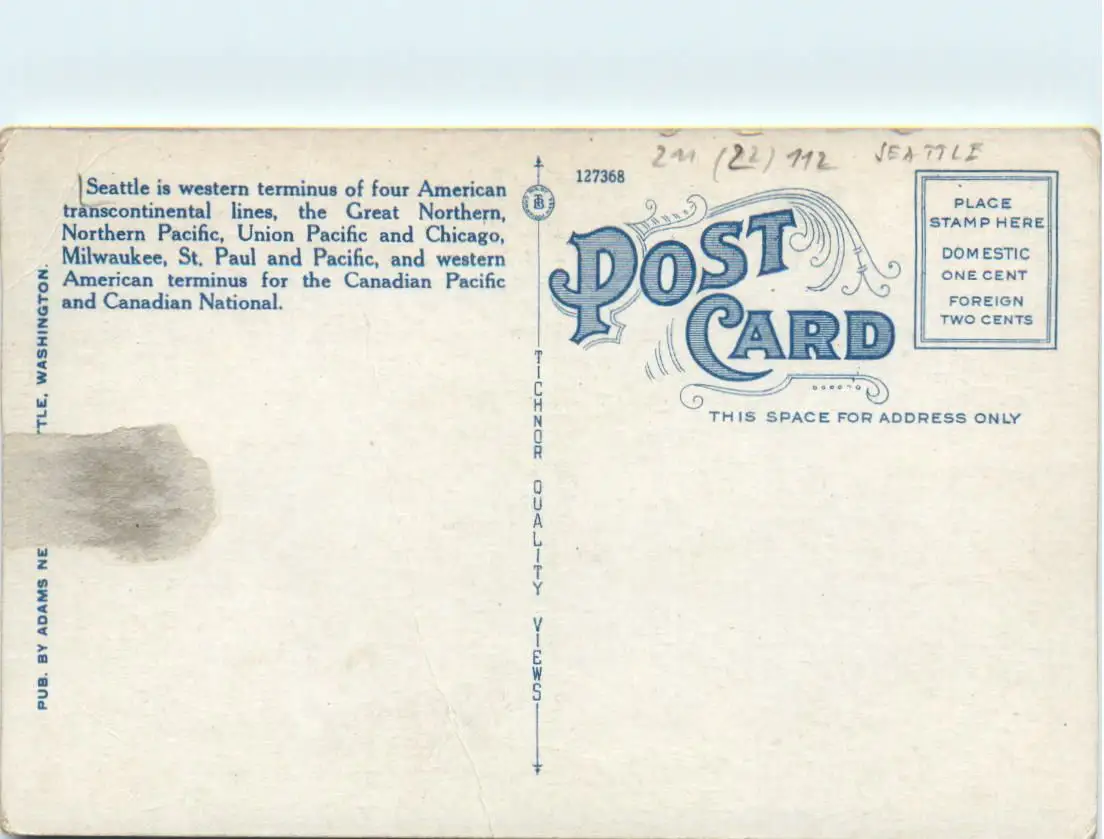 211 (22) 112 SEATTLE
127368
Seattle is western terminus of four American
transcontinental lines, the Great Northern,
Northern Pacific, Union Pacific and Chicago,
Milwaukee, St. Paul and Pacific, and western
American terminus for the Canadian Pacific
and Canadian National.
PUB. BY ADAMS NE TLE, WASHINGTON.
TICHNOR QUALITY VIEWS
POST
CARD
PLACE
STAMP HERE
DOMESTIC
ONE CENT
FOREIGN
TWO CENTS
THIS SPACE FOR ADDRESS ONLY